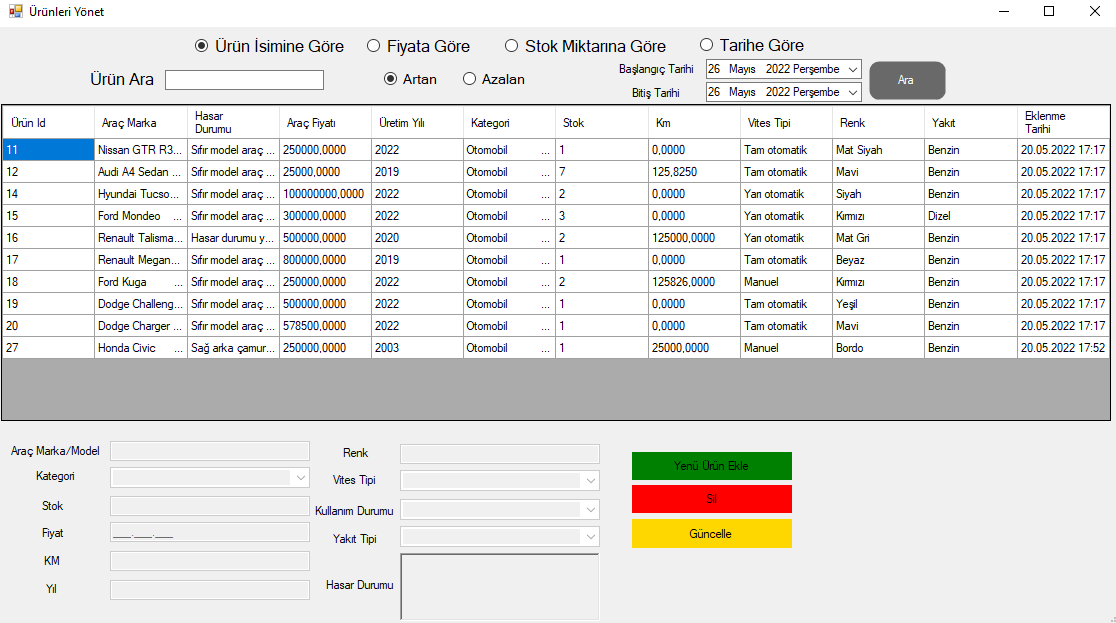 Ürünleri Yönet
Ürün İsimine Göre Fiyata Göre Stok Miktarına Göre Tarihe Göre
Ürün Ara Artan Azalan
Başlangıç Tarihi 26 Mayıs 2022 Perşembe
Bitiş Tarihi 26 Mayıs 2022 Perşembe
Ara
Ürün Id Araç Marka Hasar Durumu Araç Fiyatı Üretim Yılı Kategori Stok Km Vites Tipi Renk Yakıt Eklenme Tarihi
11 Nissan GTR R3... Sıfır model araç ... 250000,0000 2022 Otomobil ... 1 0,0000 Tam otomatik Mat Siyah Benzin 20.05.2022 17:17
12 Audi A4 Sedan ... Sıfır model araç ... 25000,0000 2019 Otomobil ... 7 125,8250 Tam otomatik Mavi Benzin 20.05.2022 17:17
14 Hyundai Tucso... Sıfır model araç ... 100000000,0000 2022 Otomobil ... 2 0,0000 Yarı otomatik Siyah Benzin 20.05.2022 17:17
15 Ford Mondeo ... Sıfır model araç ... 300000,0000 2022 Otomobil ... 3 0,0000 Yarı otomatik Kırmızı Dizel 20.05.2022 17:17
16 Renault Talisma... Hasar durumu y... 500000,0000 2020 Otomobil ... 2 125000,0000 Yarı otomatik Mat Gri Benzin 20.05.2022 17:17
17 Renault Megan... Sıfır model araç ... 800000,0000 2019 Otomobil ... 1 0,0000 Tam otomatik Beyaz Benzin 20.05.2022 17:17
18 Ford Kuga ... Sıfır model araç ... 250000,0000 2022 Otomobil ... 2 125826,0000 Manuel Kırmızı Benzin 20.05.2022 17:17
19 Dodge Challeng... Sıfır model araç ... 500000,0000 2022 Otomobil ... 1 0,0000 Tam otomatik Yeşil Benzin 20.05.2022 17:17
20 Dodge Charger ... Sıfır model araç ... 578500,0000 2022 Otomobil ... 1 0,0000 Tam otomatik Mavi Benzin 20.05.2022 17:17
27 Honda Civic ... Sağ arka çamur... 250000,0000 2003 Otomobil ... 1 25000,0000 Manuel Bordo Benzin 20.05.2022 17:52
Araç Marka/Model
Kategori
Stok
Fiyat ___.___.___
KM
Yıl
Renk
Vites Tipi
Kullanım Durumu
Yakıt Tipi
Hasar Durumu
Yenü Ürün Ekle
Sil
Güncelle